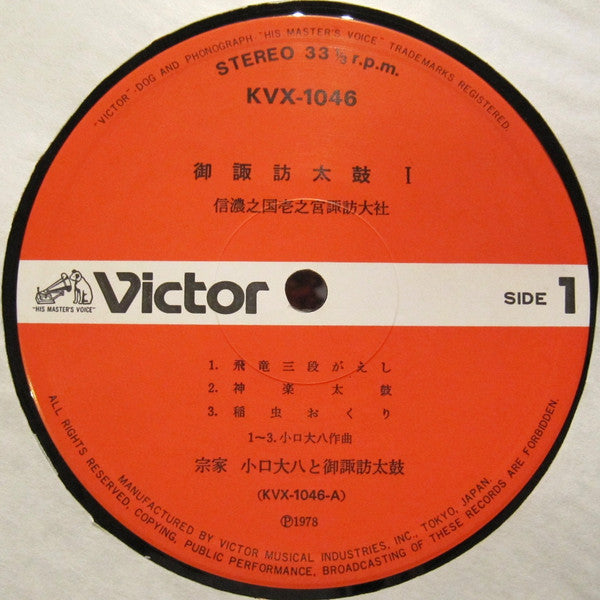 "VICTOR"-DOG AND PHONOGRAPH "HIS MASTER'S VOICE" TRADEMARKS REGISTERED.
STEREO 33 ⅓ r.p.m.
KVX-1046
御諏訪太鼓 I
信濃之国壱之宮諏訪大社
"HIS MASTER'S VOICE"
Victor
SIDE 1
1. 飛竜三段がえし
2. 神楽太鼓
3. 稲虫おくり
1~3. 小口大八作曲
宗家 小口大八と御諏訪太鼓
(KVX-1046-A)
Ⓟ1978
ALL RIGHTS RESERVED, COPYING, PUBLIC PERFORMANCE, BROADCASTING OF THESE RECORDS ARE FORBIDDEN.
MANUFACTURED BY VICTOR MUSICAL INDUSTRIES, INC., TOKYO, JAPAN.